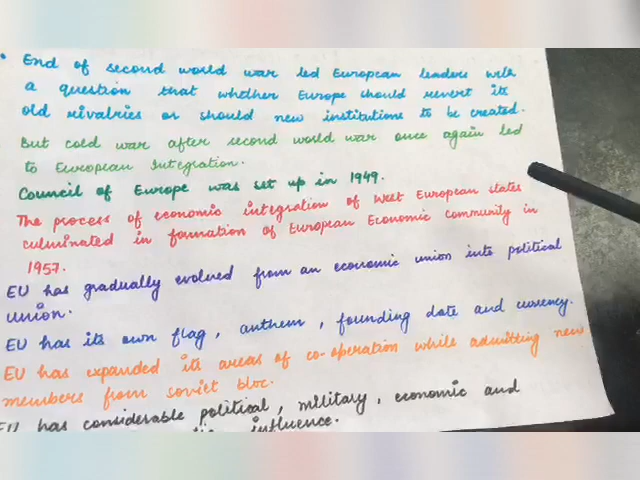 End of second world war led European leaders with
a question that whether Europe should revert its
old rivalries or should new institutions to be created.
But cold war after second world war once again led
to European Integration.
Council of Europe was set up in 1949.
The process of economic integration of West European states
culminated in formation of European Economic community in
1957.
EU has gradually evolved from an economic union into political
union.
EU has its own flag, anthem, founding date and currency.
EU has expanded its areas of co-operation while admitting new
members from soviet bloc.
EU has considerable political, military, economic and
influence.